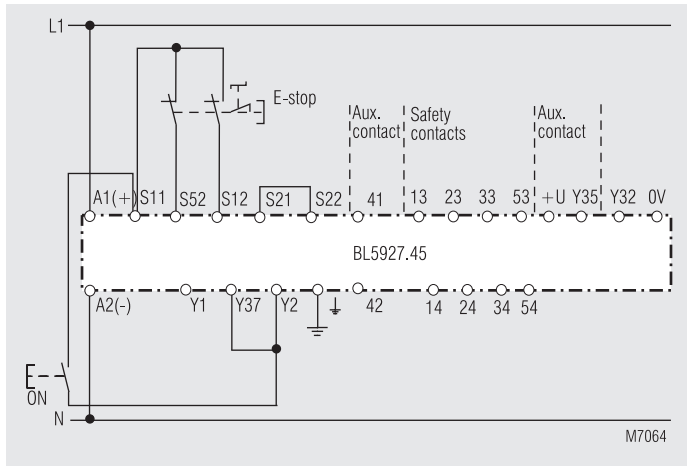 L1
E-stop
Aux. contact
Safety contacts
Aux. contact
A1(+) S11 S52 S12 S21 S22 41 13 23 33 53 +U Y35 Y32 0V
BL5927.45
A2(-) Y1 Y37 Y2 42 14 24 34 54
ON
N
M7064